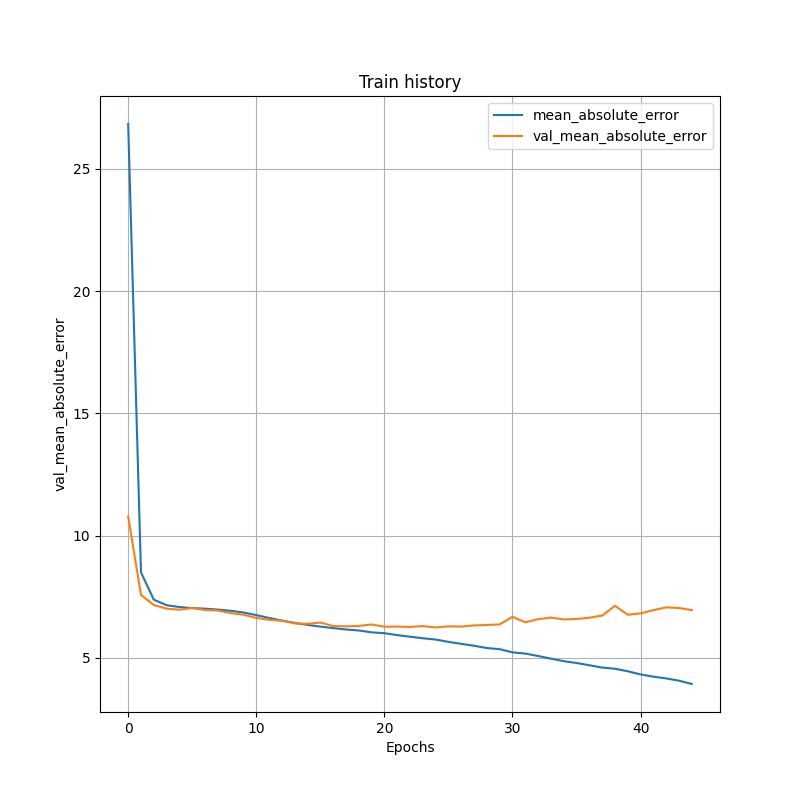 Train history
mean_absolute_error
val_mean_absolute_error
val_mean_absolute_error
25
20
15
10
5
0 10 20 30 40
Epochs